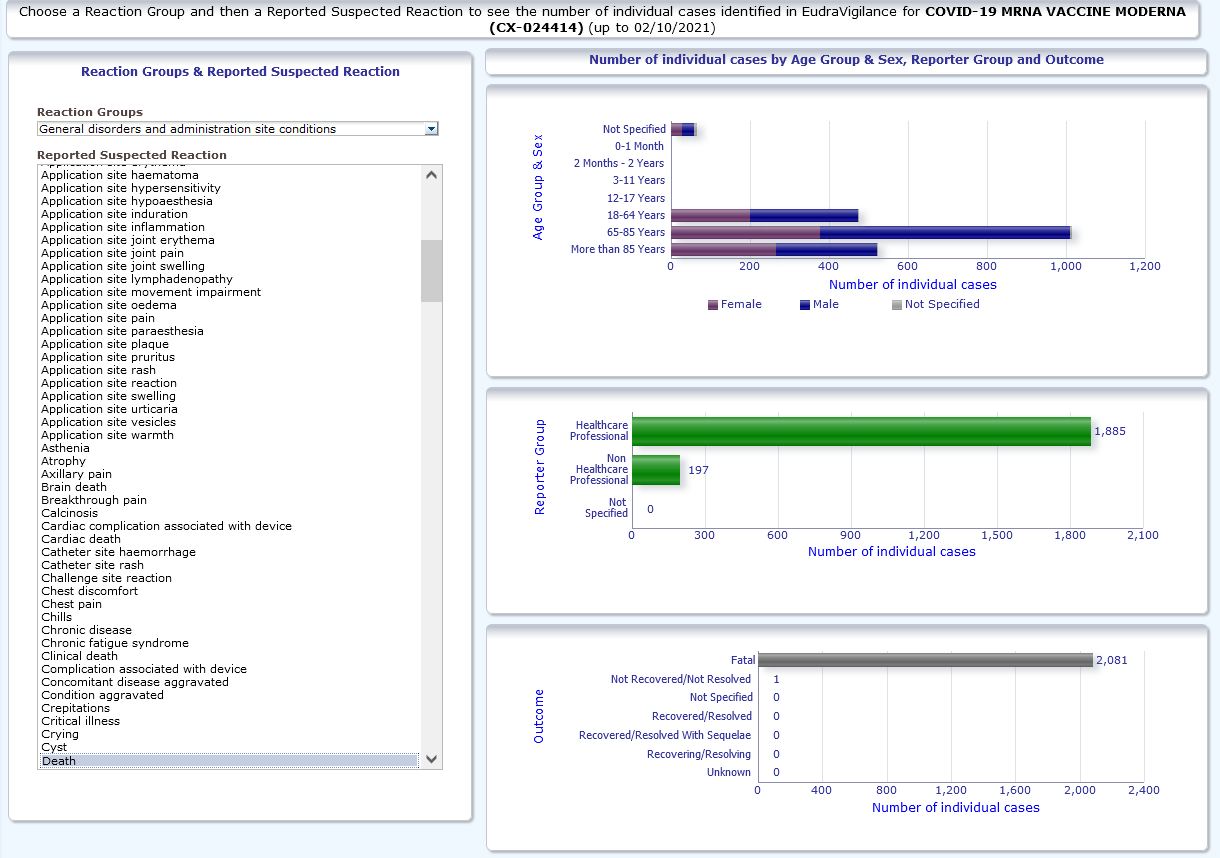 Choose a Reaction Group and then a Reported Suspected Reaction to see the number of individual cases identified in EudraVigilance for COVID-19 MRNA VACCINE MODERNA
(CX-024414) (up to 02/10/2021)
Reaction Groups & Reported Suspected Reaction
Reaction Groups
General disorders and administration site conditions
Reported Suspected Reaction
Application site erythema
Application site haematoma
Application site hypersensitivity
Application site hypoaesthesia
Application site induration
Application site inflammation
Application site joint erythema
Application site joint pain
Application site joint swelling
Application site lymphadenopathy
Application site movement impairment
Application site oedema
Application site pain
Application site paraesthesia
Application site plaque
Application site pruritus
Application site rash
Application site reaction
Application site swelling
Application site urticaria
Application site vesicles
Application site warmth
Asthenia
Atrophy
Axillary pain
Brain death
Breakthrough pain
Calcinosis
Cardiac complication associated with device
Cardiac death
Catheter site haemorrhage
Catheter site rash
Challenge site reaction
Chest discomfort
Chest pain
Chills
Chronic disease
Chronic fatigue syndrome
Clinical death
Complication associated with device
Concomitant disease aggravated
Condition aggravated
Crepitations
Critical illness
Crying
Cyst
Death
Number of individual cases by Age Group & Sex, Reporter Group and Outcome
Age Group & Sex
Not Specified
0-1 Month
2 Months - 2 Years
3-11 Years
12-17 Years
18-64 Years
65-85 Years
More than 85 Years
0 200 400 600 800 1,000 1,200
Number of individual cases
Female Male Not Specified
Reporter Group
Healthcare
Professional 1,885
Non
Healthcare
Professional 197
Not
Specified 0
0 300 600 900 1,200 1,500 1,800 2,100
Number of individual cases
Outcome
Fatal 2,081
Not Recovered/Not Resolved 1
Not Specified 0
Recovered/Resolved 0
Recovered/Resolved With Sequelae 0
Recovering/Resolving 0
Unknown 0
0 400 800 1,200 1,600 2,000 2,400
Number of individual cases